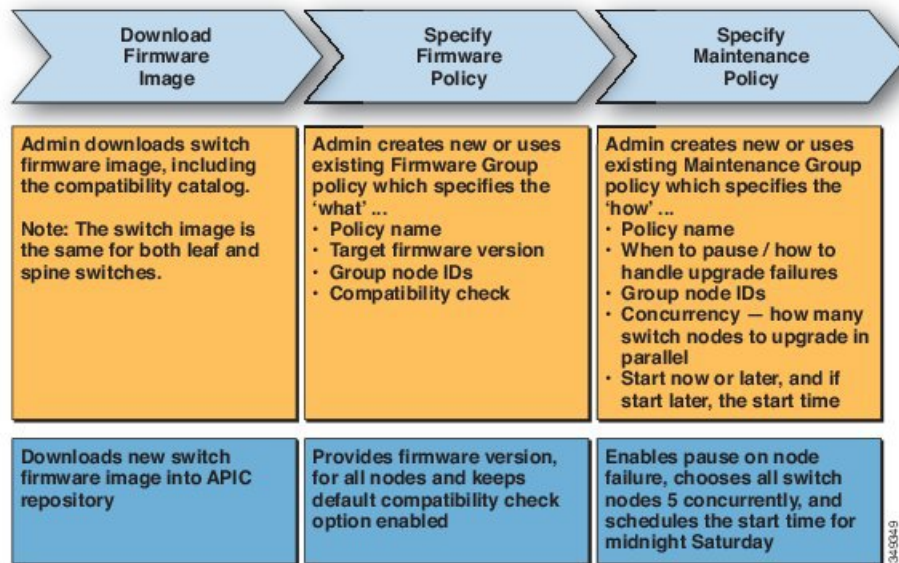 Download
Firmware
Image
Specify
Firmware
Policy
Specify
Maintenance
Policy
Admin downloads switch
firmware image, including
the compatibility catalog.
Note: The switch image is
the same for both leaf and
spine switches.
Admin creates new or uses
existing Firmware Group
policy which specifies the
‘what’ ...
• Policy name
• Target firmware version
• Group node IDs
• Compatibility check
Admin creates new or uses
existing Maintenance Group
policy which specifies the
‘how’ ...
• Policy name
• When to pause / how to
handle upgrade failures
• Group node IDs
• Concurrency — how many
switch nodes to upgrade in
parallel
• Start now or later, and if
start later, the start time
Downloads new switch
firmware image into APIC
repository
Provides firmware version,
for all nodes and keeps
default compatibility check
option enabled
Enables pause on node
failure, chooses all switch
nodes 5 concurrently, and
schedules the start time for
midnight Saturday
349349